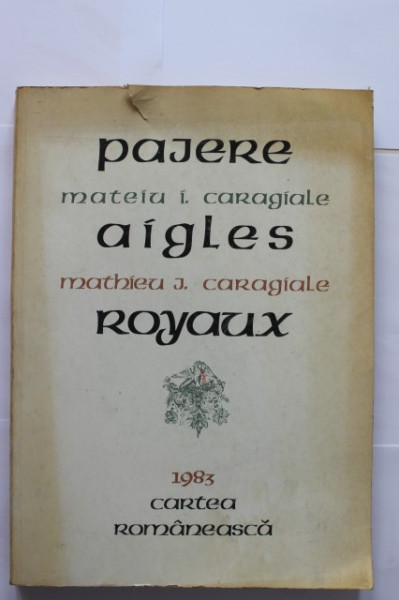 pajere
mateiu i. caragiale
aigles
mathieu j. caragiale
royaux
1983
cartea
românească